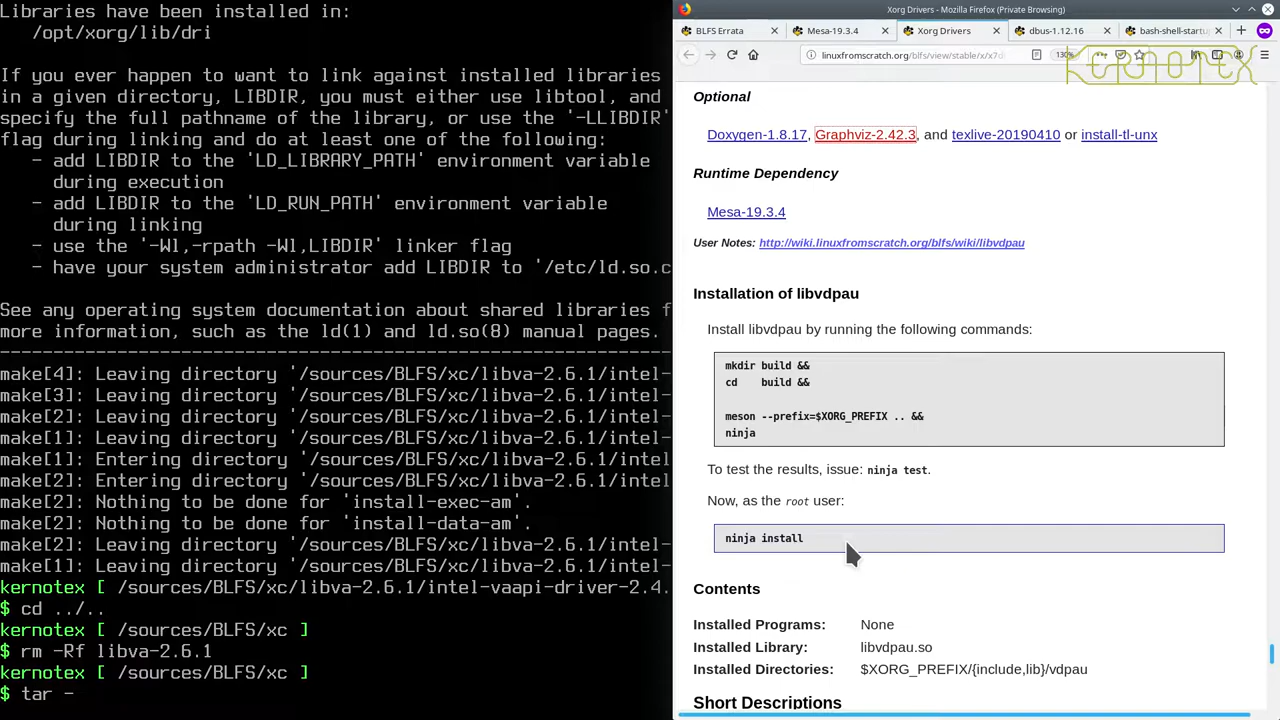 Libraries have been installed in:
/opt/xorg/lib/dri
If you ever happen to want to link against installed libraries
in a given directory, LIBDIR, you must either use libtool, and
specify the full pathname of the library, or use the '-LLIBDIR'
flag during linking and do at least one of the following:
- add LIBDIR to the 'LD_LIBRARY_PATH' environment variable
during execution
- add LIBDIR to the 'LD_RUN_PATH' environment variable
during linking
- use the '-Wl,-rpath -Wl,LIBDIR' linker flag
- have your system administrator add LIBDIR to '/etc/ld.so.c
See any operating system documentation about shared libraries f
more information, such as the ld(1) and ld.so(8) manual pages.
----------------------------------------------------------------
make[4]: Leaving directory '/sources/BLFS/xc/libva-2.6.1/intel-
make[3]: Leaving directory '/sources/BLFS/xc/libva-2.6.1/intel-
make[2]: Leaving directory '/sources/BLFS/xc/libva-2.6.1/intel-
make[1]: Leaving directory '/sources/BLFS/xc/libva-2.6.1/intel-
make[1]: Entering directory '/sources/BLFS/xc/libva-2.6.1/intel
make[2]: Entering directory '/sources/BLFS/xc/libva-2.6.1/intel
make[2]: Nothing to be done for 'install-exec-am'.
make[2]: Nothing to be done for 'install-data-am'.
make[2]: Leaving directory '/sources/BLFS/xc/libva-2.6.1/intel-
make[1]: Leaving directory '/sources/BLFS/xc/libva-2.6.1/intel-
kernotex [ /sources/BLFS/xc/libva-2.6.1/intel-vaapi-driver-2.4.
$ cd ../..
kernotex [ /sources/BLFS/xc ]
$ rm -Rf libva-2.6.1
kernotex [ /sources/BLFS/xc ]
$ tar -
Xorg Drivers - Mozilla Firefox (Private Browsing)
BLFS Errata
Mesa-19.3.4
Xorg Drivers
dbus-1.12.16
bash-shell-startup
linuxfromscratch.org/blfs/view/stable/x/x7d
130%
kernotex
Optional
Doxygen-1.8.17, Graphviz-2.42.3, and texlive-20190410 or install-tl-unx
Runtime Dependency
Mesa-19.3.4
User Notes: http://wiki.linuxfromscratch.org/blfs/wiki/libvdpau
Installation of libvdpau
Install libvdpau by running the following commands:
mkdir build &&
cd    build &&
meson --prefix=$XORG_PREFIX .. &&
ninja
To test the results, issue: ninja test.
Now, as the root user:
ninja install
Contents
Installed Programs: None
Installed Library: libvdpau.so
Installed Directories: $XORG_PREFIX/{include,lib}/vdpau
Short Descriptions